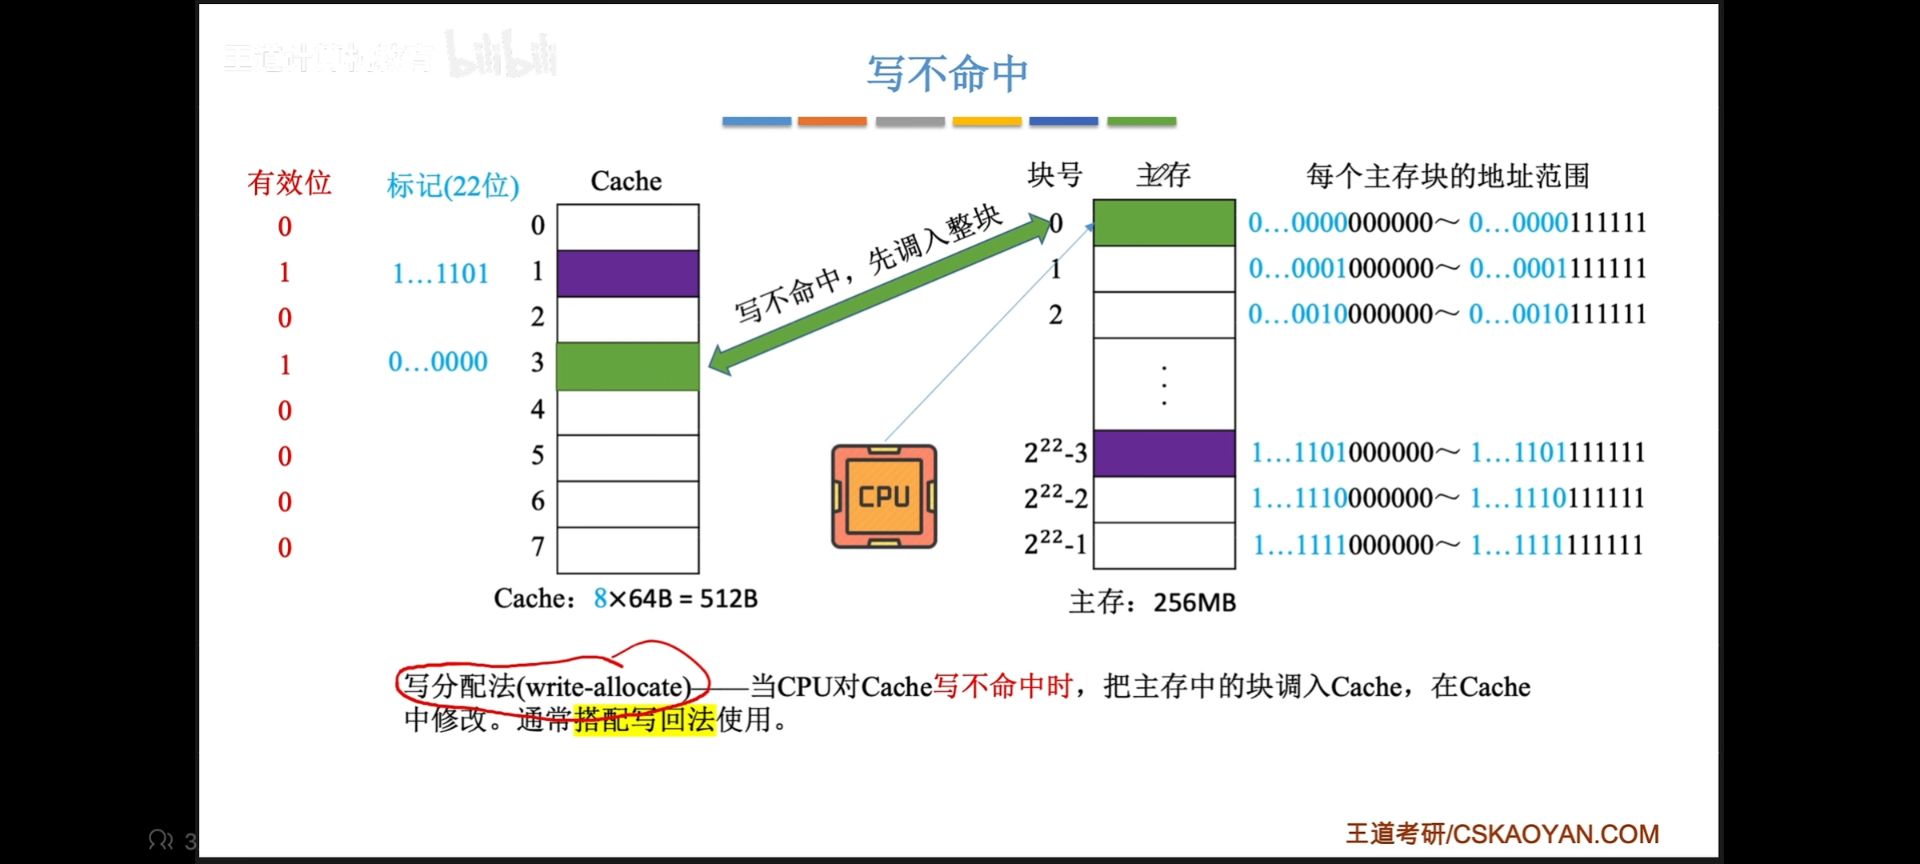 王道计算机教育 bilibili
写不命中
有效位 标记(22位) Cache 块号 主存 每个主存块的地址范围
0 0 0 0…0000000000～ 0…0000111111
1 1…1101 1 1 0…0001000000～ 0…0001111111
0 2 2 0…0010000000～ 0…0010111111
写不命中，先调入整块
1 0…0000 3
0 4
0 5 2²²-3 1…1101000000～ 1…1101111111
0 6 CPU 2²²-2 1…1110000000～ 1…1110111111
0 7 2²²-1 1…1111000000～ 1…1111111111
Cache：8×64B = 512B 主存：256MB
写分配法(write-allocate)——当CPU对Cache写不命中时，把主存中的块调入Cache，在Cache
中修改。通常搭配写回法使用。
王道考研/CSKAOYAN.COM
3